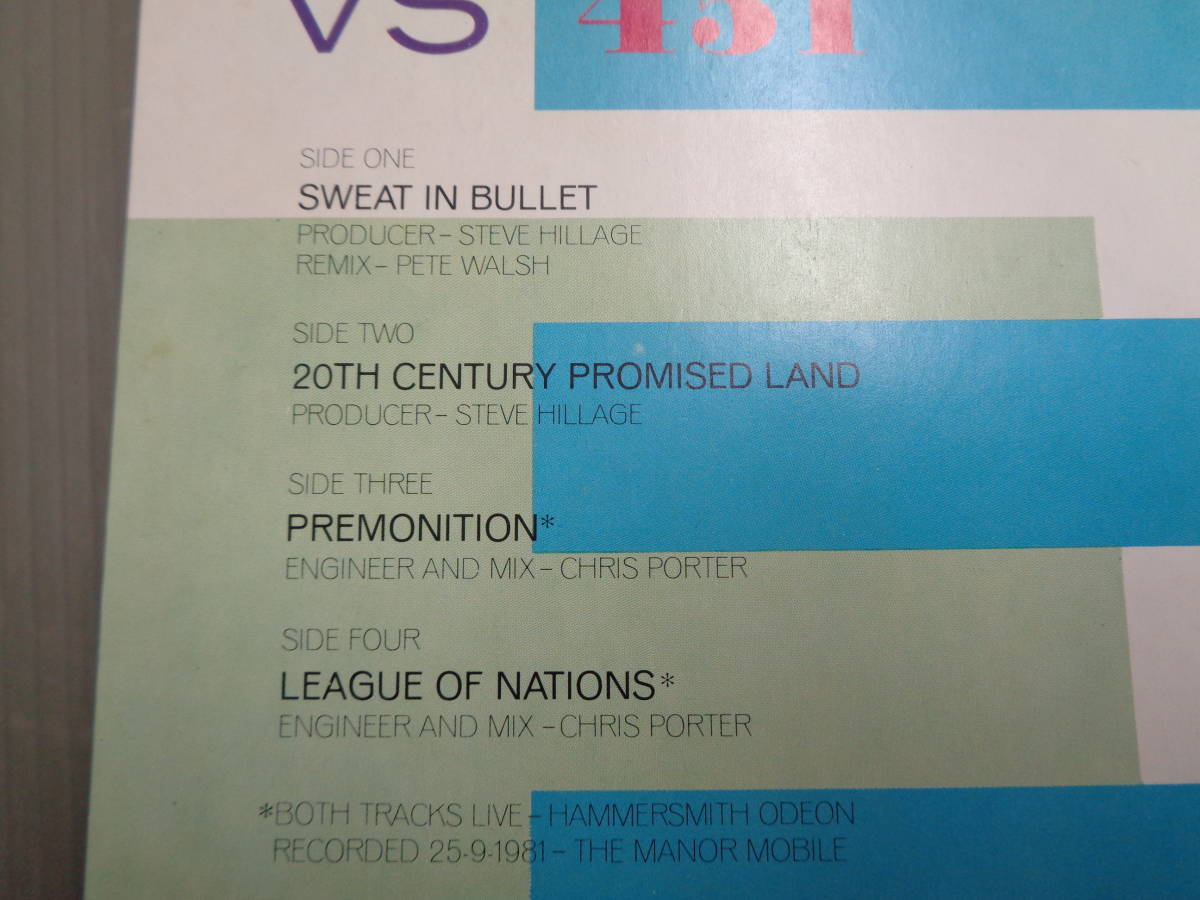 VS 451
SIDE ONE
SWEAT IN BULLET
PRODUCER – STEVE HILLAGE
REMIX – PETE WALSH
SIDE TWO
20TH CENTURY PROMISED LAND
PRODUCER – STEVE HILLAGE
SIDE THREE
PREMONITION*
ENGINEER AND MIX – CHRIS PORTER
SIDE FOUR
LEAGUE OF NATIONS*
ENGINEER AND MIX – CHRIS PORTER
*BOTH TRACKS LIVE – HAMMERSMITH ODEON
RECORDED 25-9-1981 – THE MANOR MOBILE